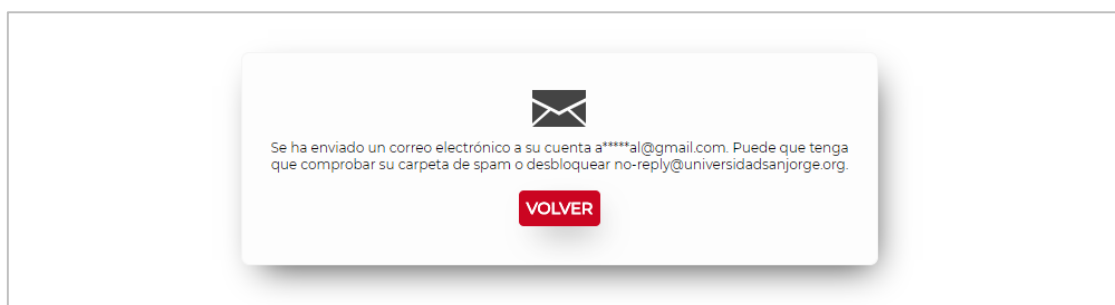 Se ha enviado un correo electrónico a su cuenta a*****al@gmail.com. Puede que tenga
que comprobar su carpeta de spam o desbloquear no-reply@universidadsanjorge.org.
VOLVER